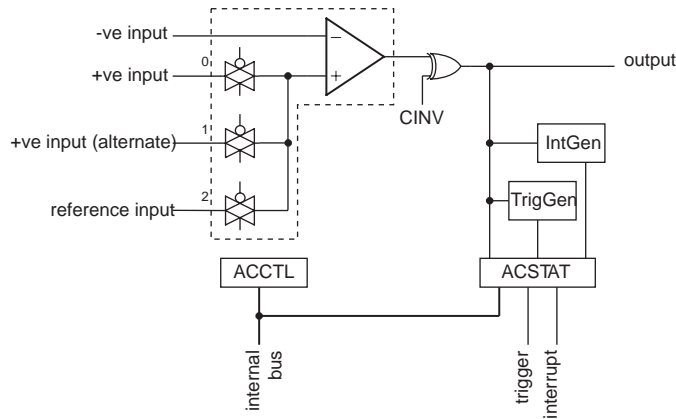 -ve input
+ve input
0
+ve input (alternate)
1
reference input
2
−
+
CINV
output
IntGen
TrigGen
ACCTL
ACSTAT
internal
bus
trigger
interrupt